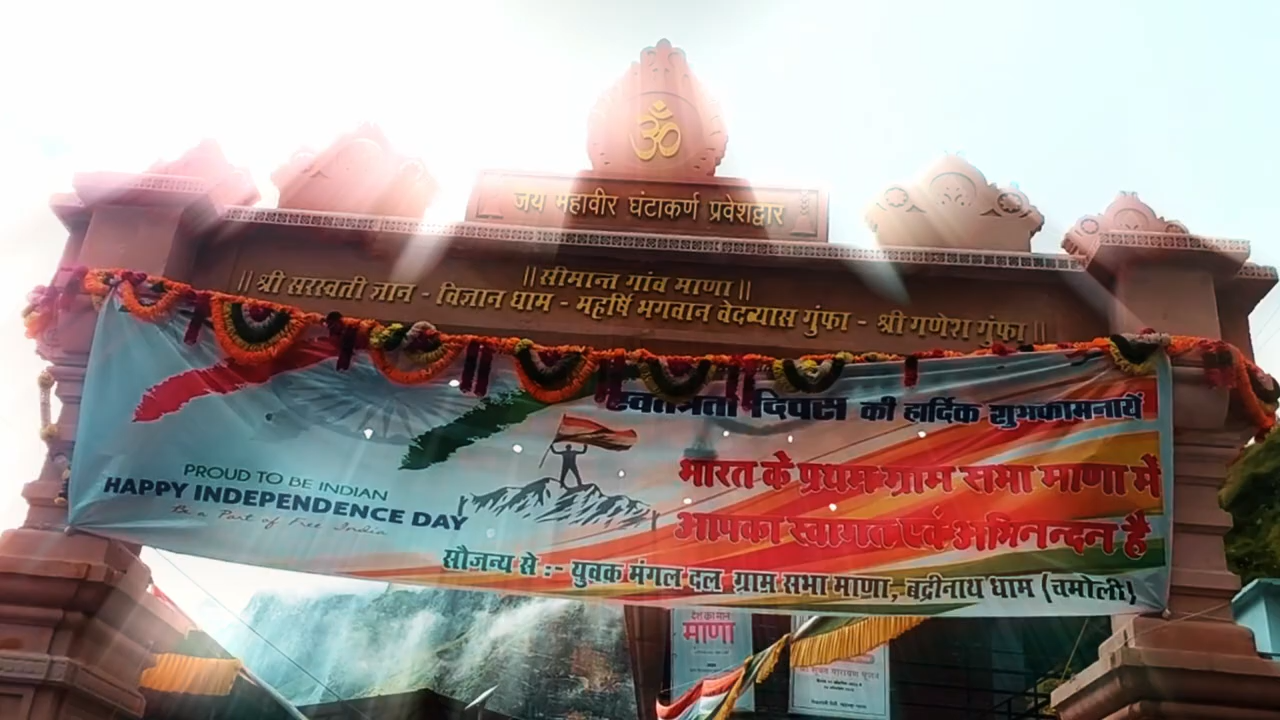 ॐ
जय महावीर घंटाकर्ण प्रवेशद्वार
||सीमान्त गांव माणा||
|| श्री सरस्वती ज्ञान - विज्ञान धाम - महर्षि भगवान वेदव्यास गुंफा - श्री गणेश गुंफा ||
स्वतंत्रता दिवस की हार्दिक शुभकामनायें
भारत के प्रथम ग्राम सभा माणा में
आपका स्वागत एवं अभिनन्दन है
PROUD TO BE INDIAN
HAPPY INDEPENDENCE DAY
Be a Part of Free India
सौजन्य से :- युवक मंगल दल ग्राम सभा माणा, बद्रीनाथ धाम (चमोली)
देश का मान
माणा